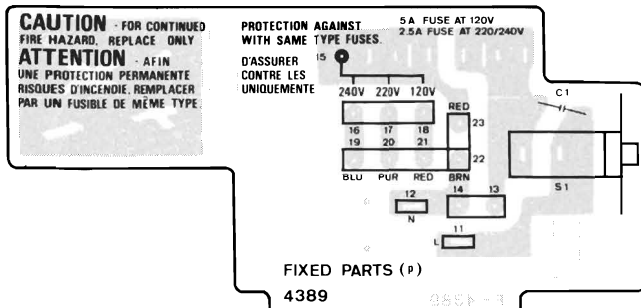 CAUTION - FOR CONTINUED
FIRE HAZARD, REPLACE ONLY
ATTENTION - AFIN
UNE PROTECTION PERMANENTE
RISQUES D'INCENDIE, REMPLACER
PAR UN FUSIBLE DE MÊME TYPE.
PROTECTION AGAINST
WITH SAME TYPE FUSES.
D'ASSURER
CONTRE LES
UNIQUEMENT
5 A FUSE AT 120V
2.5A FUSE AT 220/240V
15
240V 220V 120V
RED
C1
16 17 18
23
19 20 21
22
BLU PUR RED BRN
S1
12
14 13
N
11
L
FIXED PARTS (p)
4389